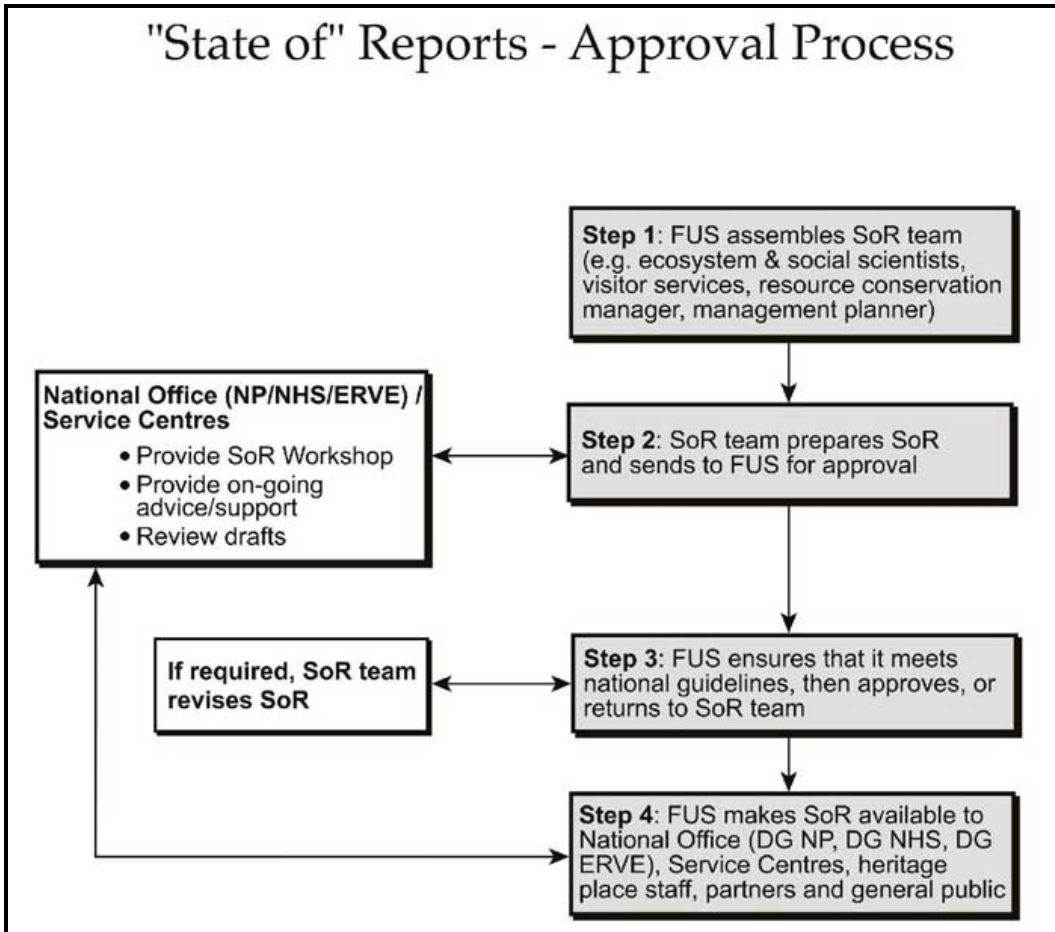 "State of" Reports - Approval Process
Step 1: FUS assembles SoR team
(e.g. ecosystem & social scientists,
visitor services, resource conservation
manager, management planner)
National Office (NP/NHS/ERVE) /
Service Centres
• Provide SoR Workshop
• Provide on-going
advice/support
• Review drafts
Step 2: SoR team prepares SoR
and sends to FUS for approval
If required, SoR team
revises SoR
Step 3: FUS ensures that it meets
national guidelines, then approves, or
returns to SoR team
Step 4: FUS makes SoR available to
National Office (DG NP, DG NHS, DG
ERVE), Service Centres, heritage
place staff, partners and general public